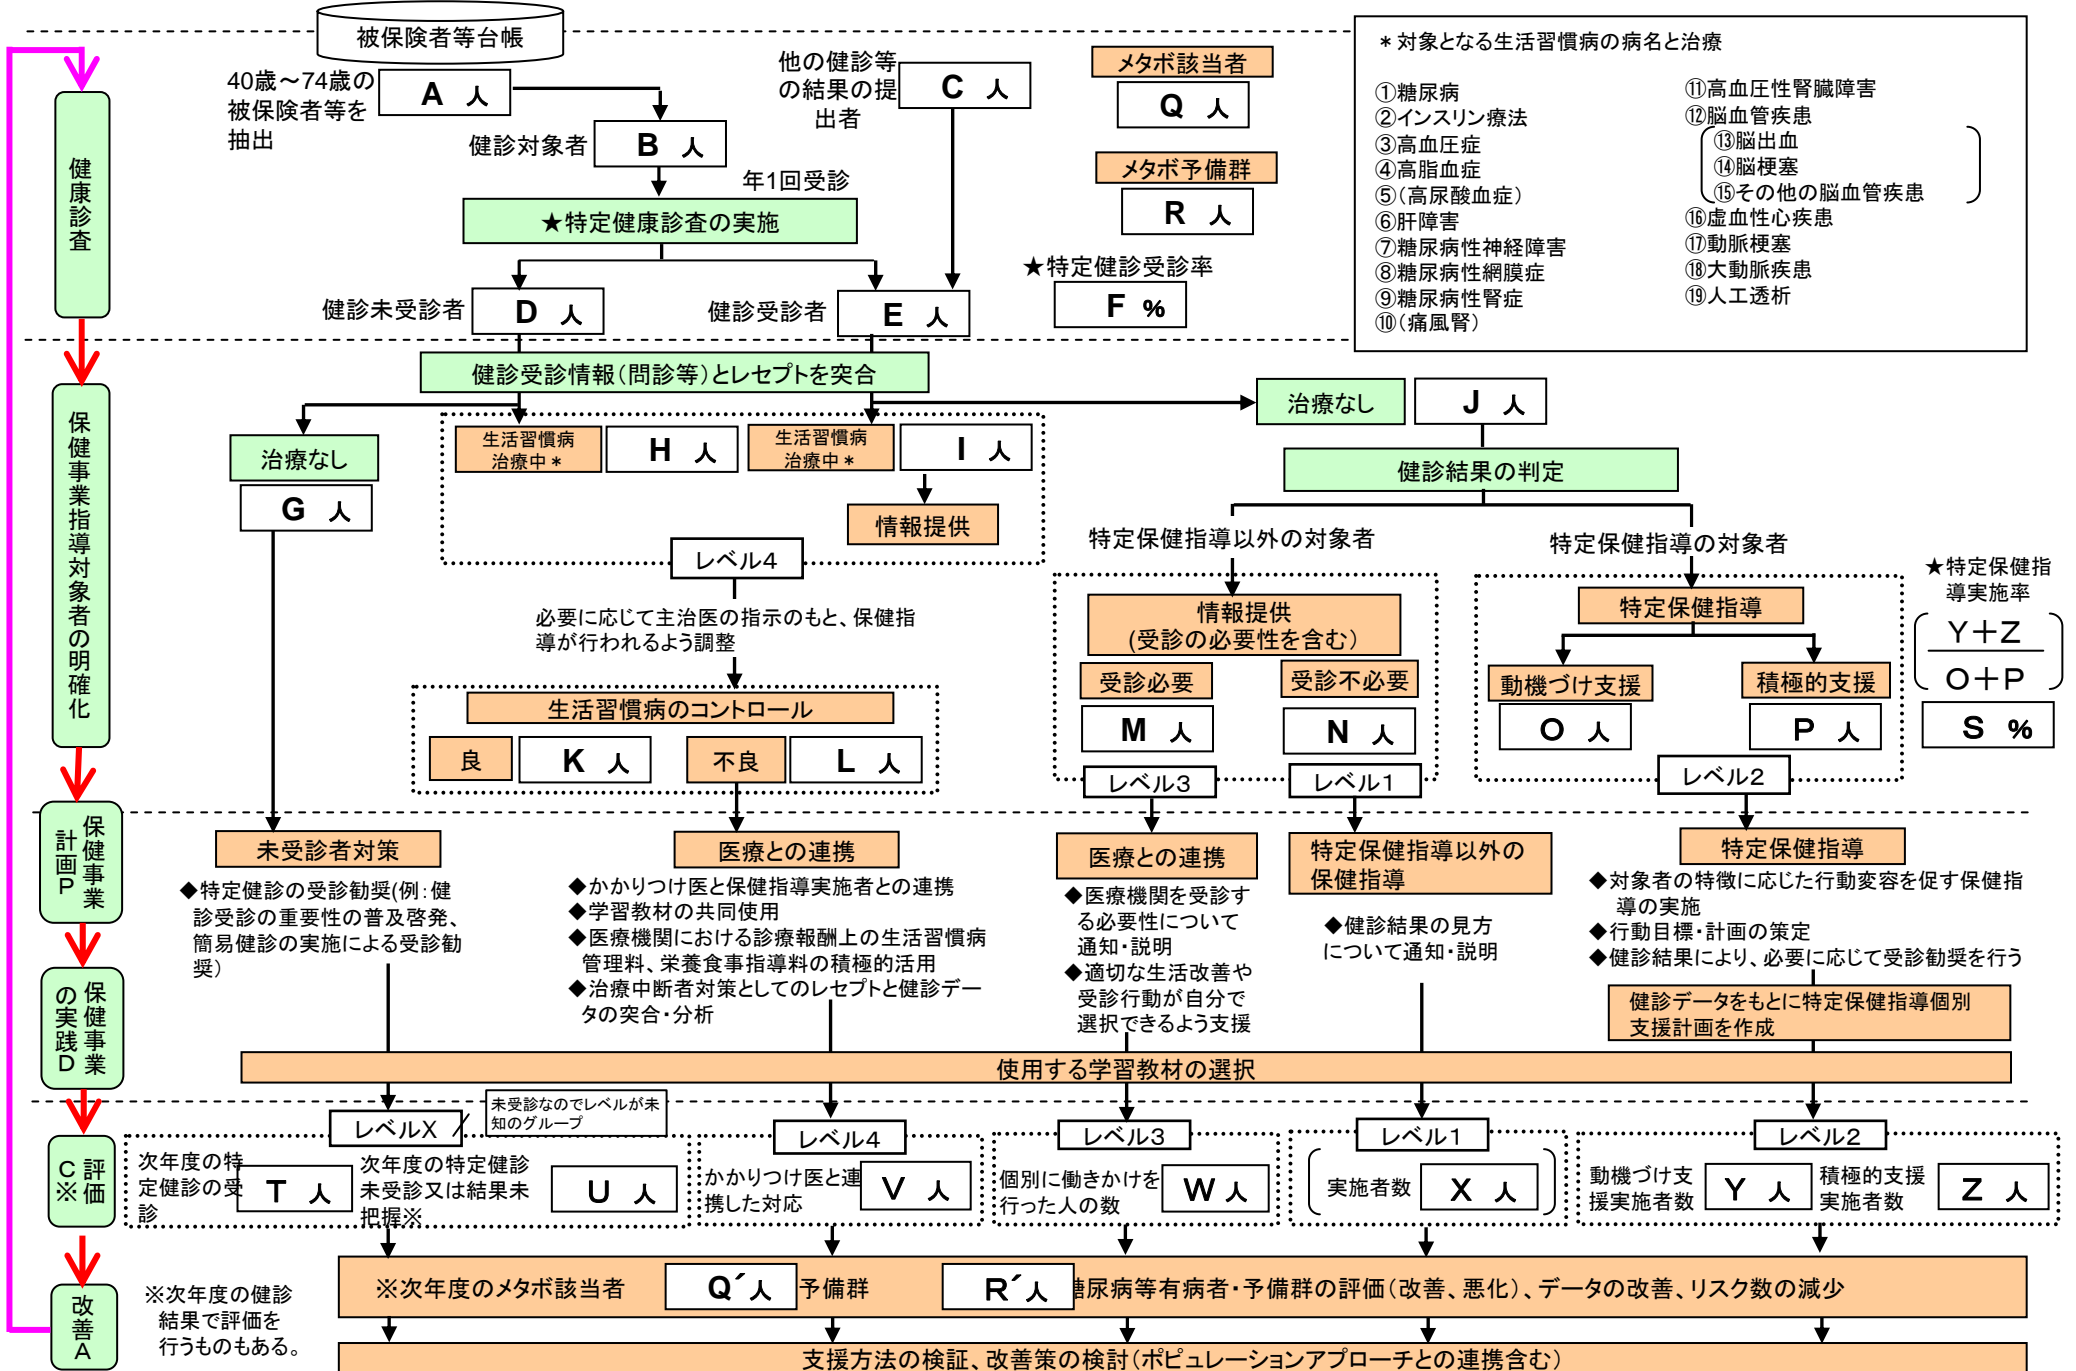 被保険者等台帳
40歳～74歳の
被保険者等を
抽出
A 人
健診対象者
B 人
年1回受診
他の健診等
の結果の提
出者
C 人
メタボ該当者
Q 人
メタボ予備群
R 人
＊対象となる生活習慣病の病名と治療
①糖尿病
②インスリン療法
③高血圧症
④高脂血症
⑤(高尿酸血症)
⑥肝障害
⑦糖尿病性神経障害
⑧糖尿病性網膜症
⑨糖尿病性腎症
⑩(痛風腎)
⑪高血圧性腎臓障害
⑫脳血管疾患
⑬脳出血
⑭脳梗塞
⑮その他の脳血管疾患
⑯虚血性心疾患
⑰動脈梗塞
⑱大動脈疾患
⑲人工透析
健康診査
★特定健康診査の実施
健診未受診者
D 人
健診受診者
E 人
★特定健診受診率
F %
保健事業指導対象者の明確化
健診受診情報(問診等)とレセプトを突合
治療なし
G 人
生活習慣病
治療中＊
H 人
生活習慣病
治療中＊
I 人
情報提供
レベル4
治療なし
J 人
健診結果の判定
特定保健指導以外の対象者
特定保健指導の対象者
必要に応じて主治医の指示のもと、保健指
導が行われるよう調整
生活習慣病のコントロール
良
K 人
不良
L 人
情報提供
(受診の必要性を含む)
受診必要
M 人
受診不必要
N 人
レベル3
レベル1
特定保健指導
動機づけ支援
O 人
積極的支援
P 人
レベル2
★特定保健指
導実施率
Y＋Z
O＋P
S %
保健事業
計画P
未受診者対策
◆特定健診の受診勧奨(例:健
診受診の重要性の普及啓発、
簡易健診の実施による受診勧
奨)
医療との連携
◆かかりつけ医と保健指導実施者との連携
◆学習教材の共同使用
◆医療機関における診療報酬上の生活習慣病
管理料、栄養食事指導料の積極的活用
◆治療中断者対策としてのレセプトと健診デー
タの突合・分析
医療との連携
◆医療機関を受診す
る必要性について
通知・説明
◆適切な生活改善や
受診行動が自分で
選択できるよう支援
特定保健指導以外の
保健指導
◆健診結果の見方
について通知・説明
特定保健指導
◆対象者の特徴に応じた行動変容を促す保健指
導の実施
◆行動目標・計画の策定
◆健診結果により、必要に応じて受診勧奨を行う
健診データをもとに特定保健指導個別
支援計画を作成
保健事業
の実践D
使用する学習教材の選択
評価
C※
レベルX
未受診なのでレベルが未
知のグループ
次年度の特
定健診の受
診
T 人
次年度の特定健診
未受診又は結果未
把握※
U 人
レベル4
かかりつけ医と連
携した対応
V 人
レベル3
個別に働きかけを
行った人の数
W 人
レベル1
実施者数
X 人
レベル2
動機づけ支
援実施者数
Y 人
積極的支援
実施者数
Z 人
改善A
※次年度の健診
結果で評価を
行うものもある。
※次年度のメタボ該当者 Q´人 予備群 R´人 尿病等有病者・予備群の評価(改善、悪化)、データの改善、リスク数の減少
支援方法の検証、改善策の検討(ポピュレーションアプローチとの連携含む)